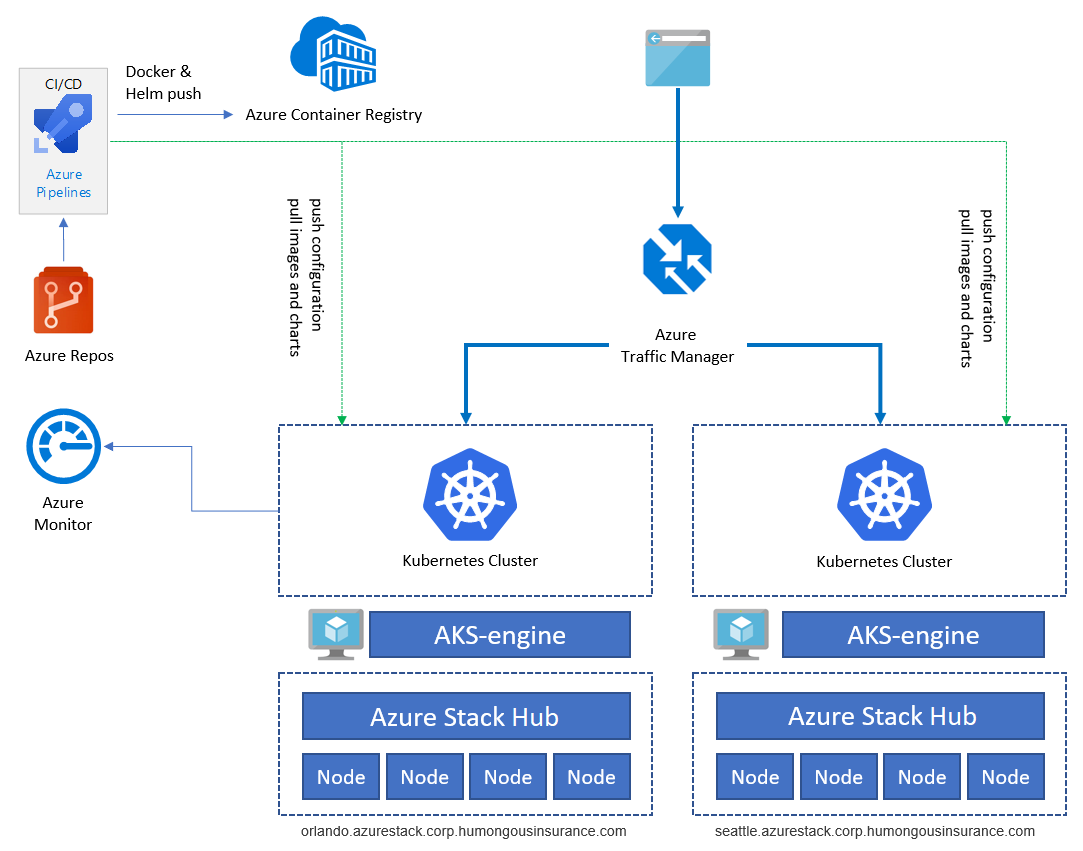 CI/CD
Azure
Pipelines
Docker &
Helm push
Azure Container Registry
Azure Repos
push configuration
pull images and charts
Azure
Traffic Manager
push configuration
pull images and charts
Azure
Monitor
Kubernetes Cluster
Kubernetes Cluster
AKS-engine
AKS-engine
Azure Stack Hub
Azure Stack Hub
Node Node Node Node
Node Node Node Node
orlando.azurestack.corp.humongousinsurance.com
seattle.azurestack.corp.humongousinsurance.com